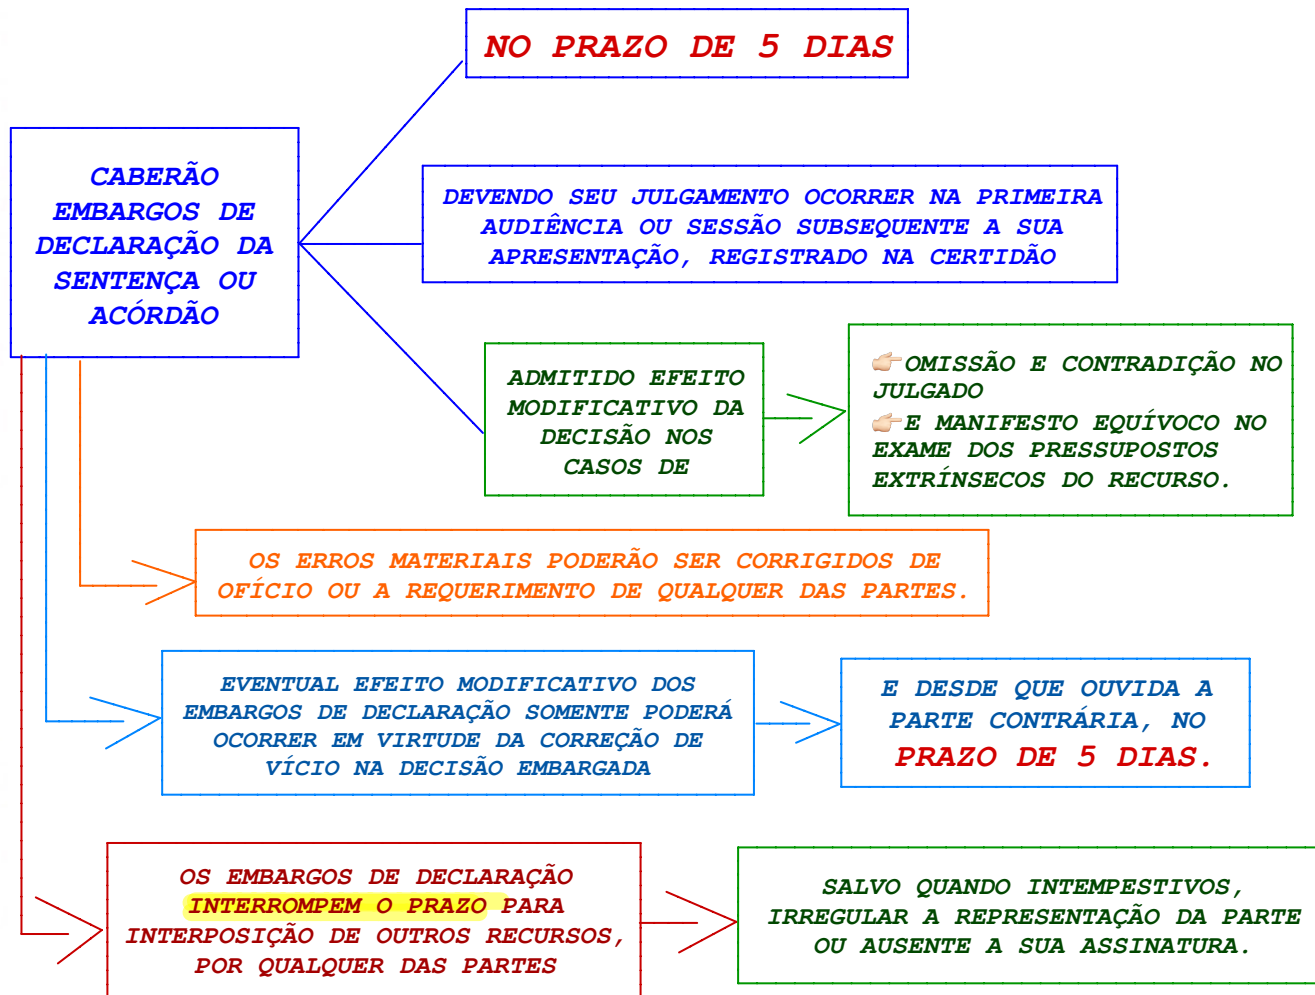 NO PRAZO DE 5 DIAS
CABERÃO
EMBARGOS DE
DECLARAÇÃO DA
SENTENÇA OU
ACÓRDÃO
DEVENDO SEU JULGAMENTO OCORRER NA PRIMEIRA
AUDIÊNCIA OU SESSÃO SUBSEQUENTE A SUA
APRESENTAÇÃO, REGISTRADO NA CERTIDÃO
ADMITIDO EFEITO
MODIFICATIVO DA
DECISÃO NOS
CASOS DE
👉🏻OMISSÃO E CONTRADIÇÃO NO
JULGADO
👉🏻E MANIFESTO EQUÍVOCO NO
EXAME DOS PRESSUPOSTOS
EXTRÍNSECOS DO RECURSO.
OS ERROS MATERIAIS PODERÃO SER CORRIGIDOS DE
OFÍCIO OU A REQUERIMENTO DE QUALQUER DAS PARTES.
EVENTUAL EFEITO MODIFICATIVO DOS
EMBARGOS DE DECLARAÇÃO SOMENTE PODERÁ
OCORRER EM VIRTUDE DA CORREÇÃO DE
VÍCIO NA DECISÃO EMBARGADA
E DESDE QUE OUVIDA A
PARTE CONTRÁRIA, NO
PRAZO DE 5 DIAS.
OS EMBARGOS DE DECLARAÇÃO
INTERROMPEM O PRAZO PARA
INTERPOSIÇÃO DE OUTROS RECURSOS,
POR QUALQUER DAS PARTES
SALVO QUANDO INTEMPESTIVOS,
IRREGULAR A REPRESENTAÇÃO DA PARTE
OU AUSENTE A SUA ASSINATURA.